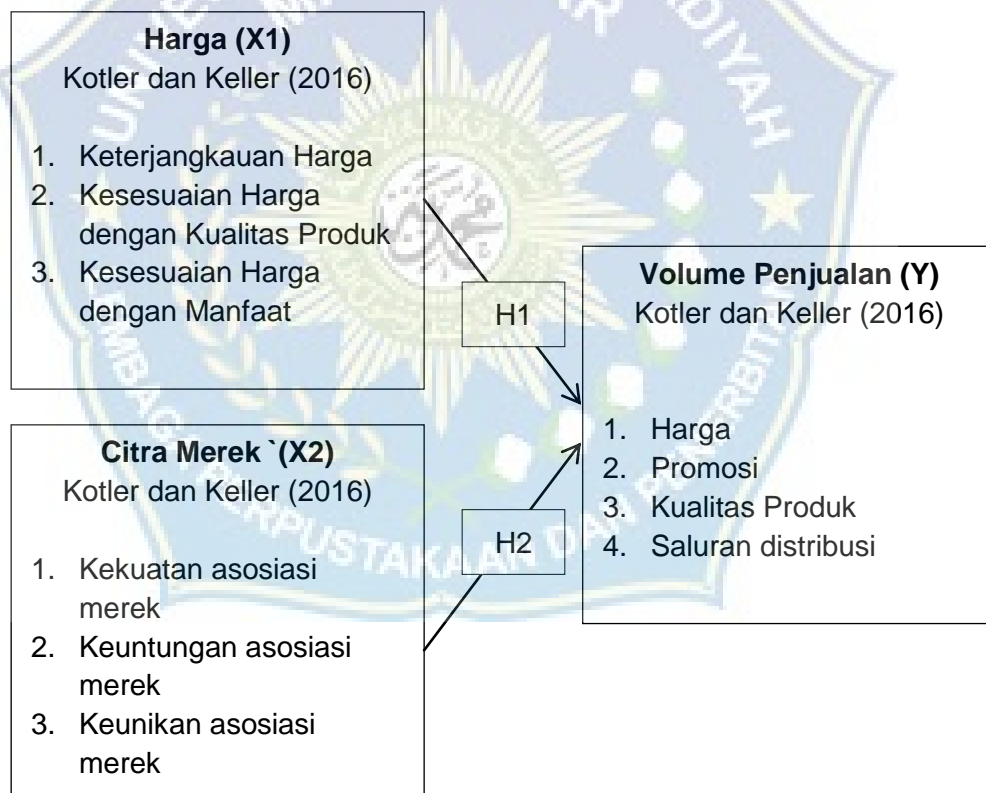 Harga (X1)
Kotler dan Keller (2016)
1. Keterjangkauan Harga
2. Kesesuaian Harga
dengan Kualitas Produk
3. Kesesuaian Harga
dengan Manfaat
H1
Citra Merek `(X2)
Kotler dan Keller (2016)
1. Kekuatan asosiasi
merek
2. Keuntungan asosiasi
merek
3. Keunikan asosiasi
merek
H2
Volume Penjualan (Y)
Kotler dan Keller (2016)
1. Harga
2. Promosi
3. Kualitas Produk
4. Saluran distribusi
PERPUSTAKAAN DAN